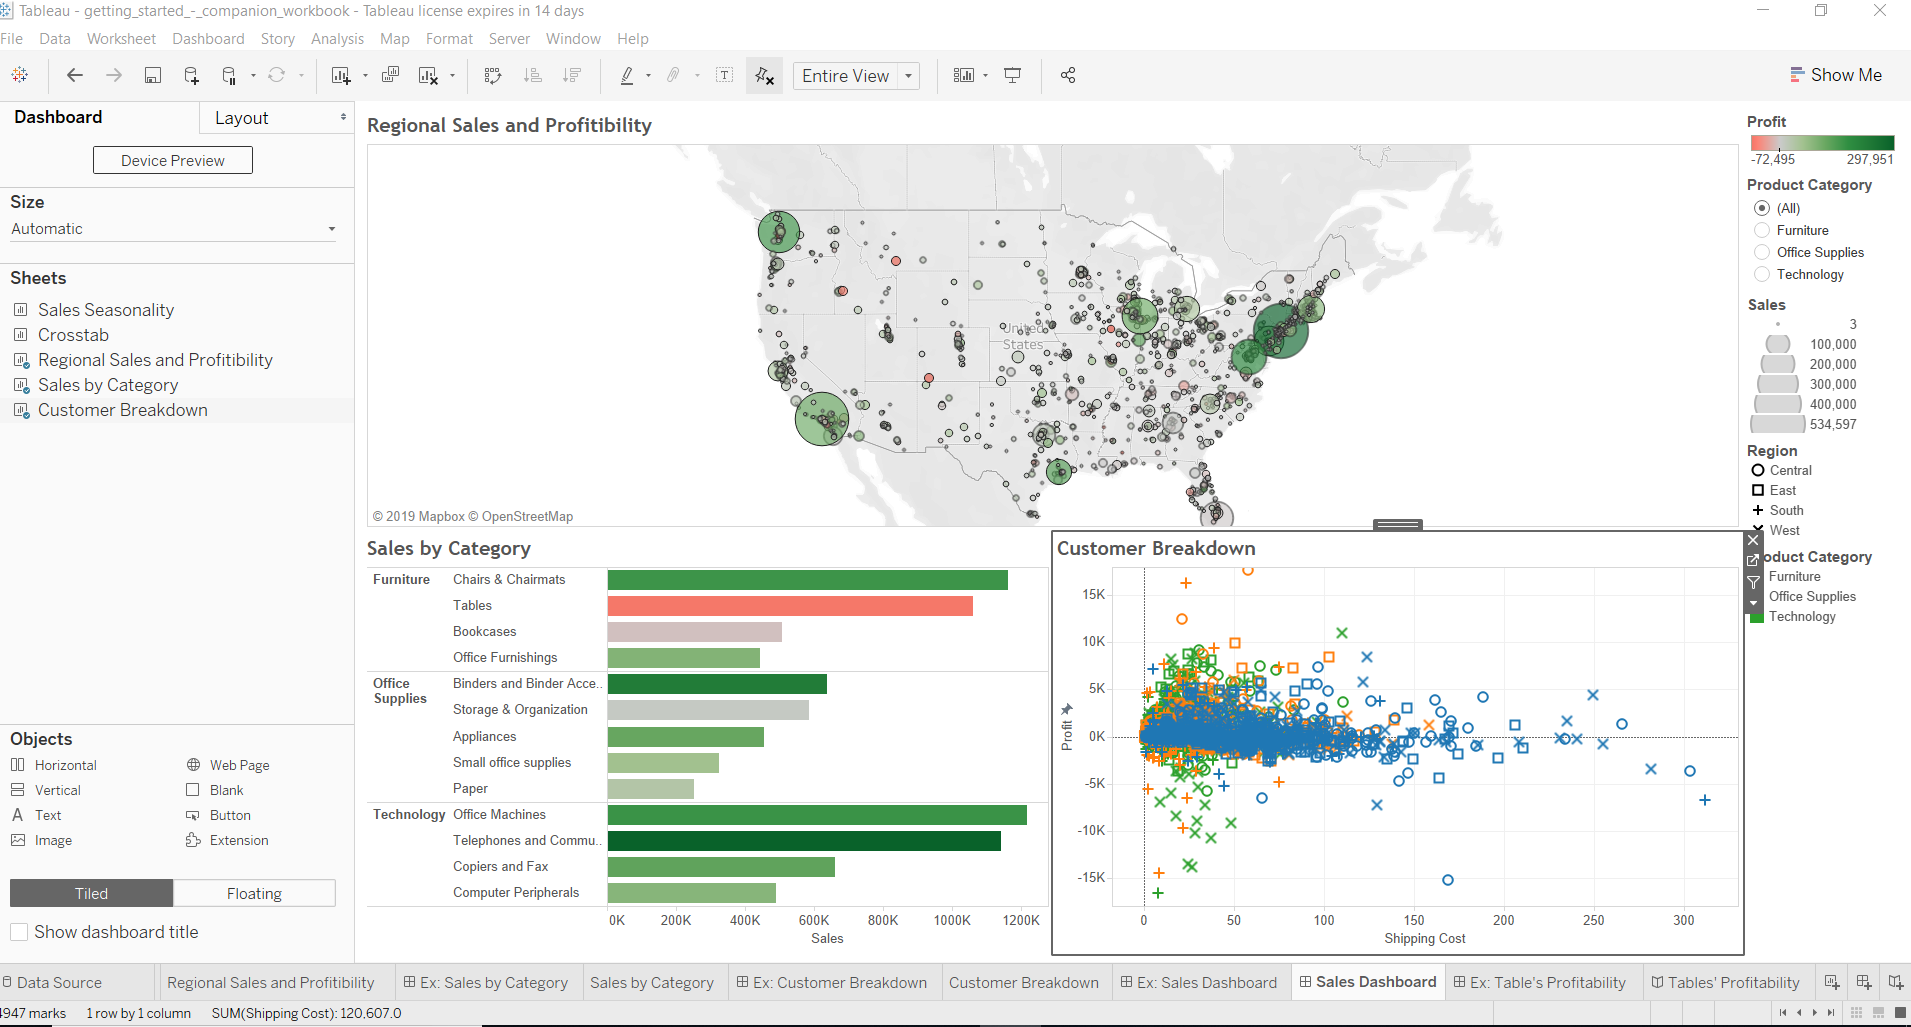 Tableau - getting_started_-_companion_workbook - Tableau license expires in 14 days
File Data Worksheet Dashboard Story Analysis Map Format Server Window Help
Entire View
Show Me
Dashboard
Layout
Device Preview
Size
Automatic
Sheets
Sales Seasonality
Crosstab
Regional Sales and Profitibility
Sales by Category
Customer Breakdown
Objects
Horizontal Web Page
Vertical Blank
Text Button
Image Extension
Tiled Floating
Show dashboard title
Regional Sales and Profitibility
United
States
© 2019 Mapbox © OpenStreetMap
Profit
-72,495 297,951
Product Category
(All)
Furniture
Office Supplies
Technology
Sales
3
100,000
200,000
300,000
400,000
534,597
Region
Central
East
South
West
oduct Category
Furniture
Office Supplies
Technology
Sales by Category
Furniture Chairs & Chairmats
Tables
Bookcases
Office Furnishings
Office
Supplies
Binders and Binder Acce..
Storage & Organization
Appliances
Small office supplies
Paper
Technology Office Machines
Telephones and Commu..
Copiers and Fax
Computer Peripherals
0K 200K 400K 600K 800K 1000K 1200K
Sales
Customer Breakdown
15K
10K
5K
0K
-5K
-10K
-15K
Profit
0 50 100 150 200 250 300
Shipping Cost
Data Source Regional Sales and Profitibility Ex: Sales by Category Sales by Category Ex: Customer Breakdown Customer Breakdown Ex: Sales Dashboard Sales Dashboard Ex: Table's Profitability Tables' Profitability
4947 marks 1 row by 1 column SUM(Shipping Cost): 120,607.0